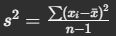 s² = ∑(xᵢ−x̄)² / n−1